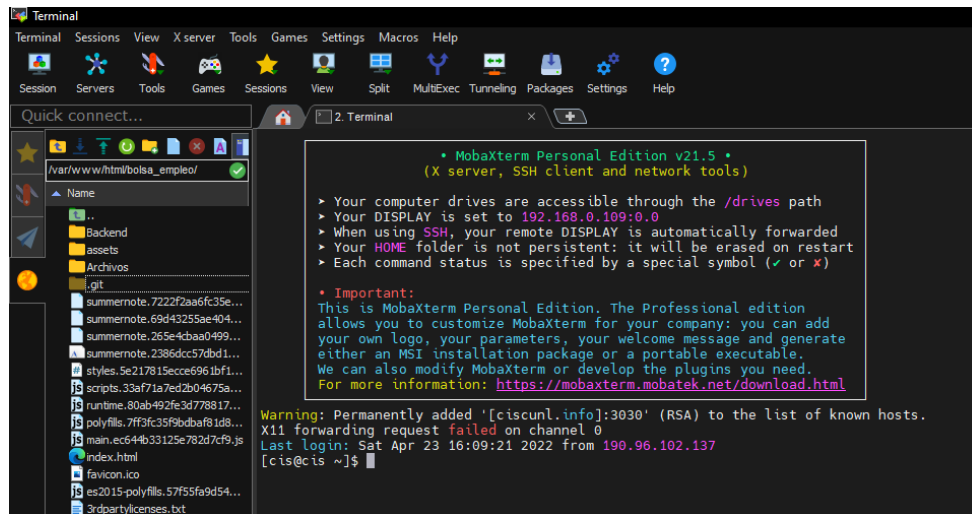 Terminal
Terminal Sessions View X server Tools Games Settings Macros Help
Session Servers Tools Games Sessions View Split MultiExec Tunneling Packages Settings Help
Quick connect...
2. Terminal
/var/www/html/bolsa_empleo/
Name
..
Backend
assets
Archivos
.git
summernote.7222f2aa6fc35e...
summernote.69d43255ae404...
summernote.265e4cbaa0499...
summernote.2386dcc57dbd1...
styles.5e217815ecce6961bf1...
scripts.33af71a7ed2b04675a...
runtime.80ab492fe3d778817...
polyfills.7ff3fc35f9bdbaf81d8...
main.ec644b33125e782d7cf9.js
index.html
favicon.ico
es2015-polyfills.57f55fa9d54...
3rdpartylicenses.txt
• MobaXterm Personal Edition v21.5 •
(X server, SSH client and network tools)
➤ Your computer drives are accessible through the /drives path
➤ Your DISPLAY is set to 192.168.0.109:0.0
➤ When using SSH, your remote DISPLAY is automatically forwarded
➤ Your HOME folder is not persistent: it will be erased on restart
➤ Each command status is specified by a special symbol (✓ or ✗)
• Important:
This is MobaXterm Personal Edition. The Professional edition
allows you to customize MobaXterm for your company: you can add
your own logo, your parameters, your welcome message and generate
either an MSI installation package or a portable executable.
We can also modify MobaXterm or develop the plugins you need.
For more information: https://mobaxterm.mobatek.net/download.html
Warning: Permanently added '[ciscunl.info]:3030' (RSA) to the list of known hosts.
X11 forwarding request failed on channel 0
Last login: Sat Apr 23 16:09:21 2022 from 190.96.102.137
[cis@cis ~]$